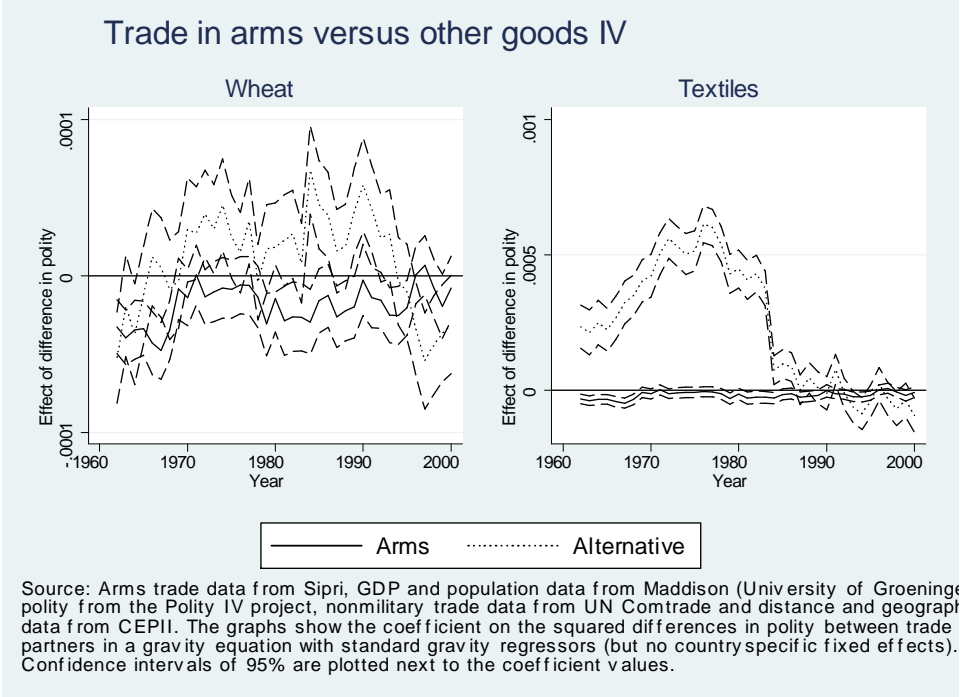 Trade in arms versus other goods IV
Wheat
Textiles
Effect of difference in polity
.0001
0
-.0001
1960 1970 1980 1990 2000
Year
Effect of difference in polity
.001
.0005
0
1960 1970 1980 1990 2000
Year
Arms
Alternative
Source: Arms trade data from Sipri, GDP and population data from Maddison (University of Groeninge
polity from the Polity IV project, nonmilitary trade data from UN Comtrade and distance and geograph
data from CEPII. The graphs show the coefficient on the squared differences in polity between trade
partners in a gravity equation with standard gravity regressors (but no country specific fixed effects).
Confidence intervals of 95% are plotted next to the coefficient values.